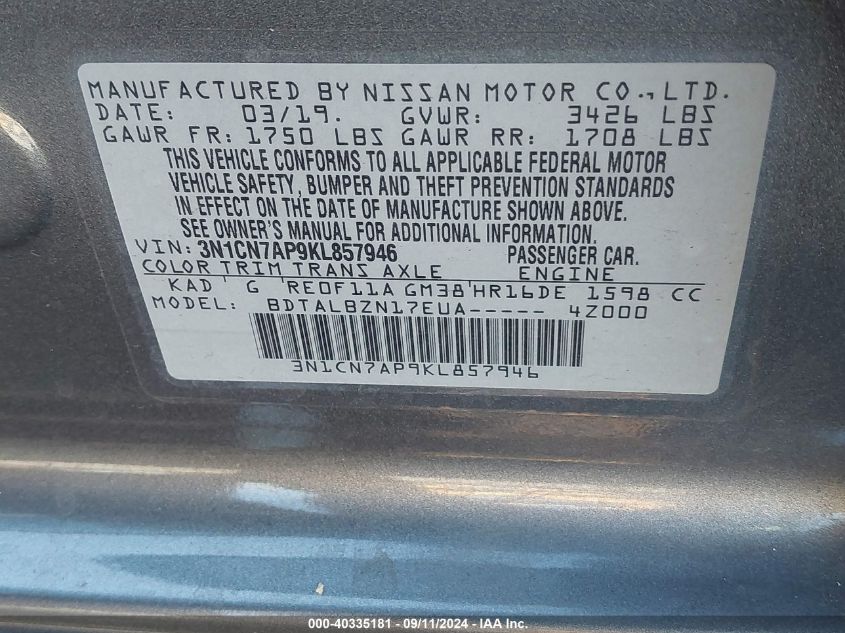 MANUFACTURED BY NISSAN MOTOR CO., LTD.
DATE: 03/19. GVWR: 3426 LBS
GAWR FR: 1750 LBS GAWR RR: 1708 LBS
THIS VEHICLE CONFORMS TO ALL APPLICABLE FEDERAL MOTOR
VEHICLE SAFETY, BUMPER AND THEFT PREVENTION STANDARDS
IN EFFECT ON THE DATE OF MANUFACTURE SHOWN ABOVE.
SEE OWNER'S MANUAL FOR ADDITIONAL INFORMATION.
VIN: 3N1CN7AP9KL857946 PASSENGER CAR.
COLOR TRIM TRANS AXLE ENGINE
KAD G RE0F11A GM38 HR16DE 1598 CC
MODEL: BDTALBZN17EUA----- 4Z000
3N1CN7AP9KL857946
000-40335181 - 09/11/2024 - IAA Inc.